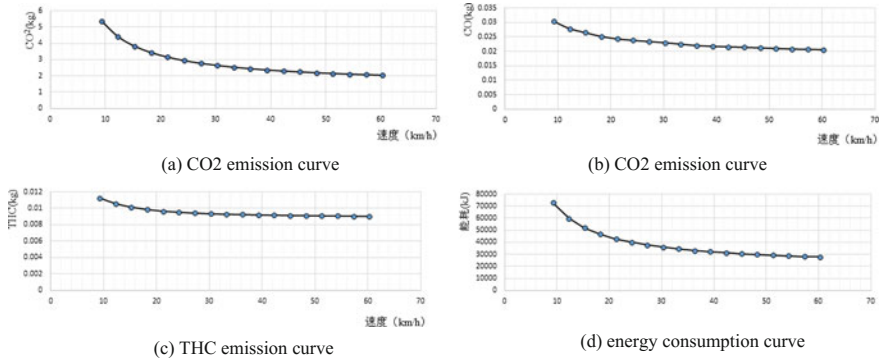 CO²(kg)
6
5
4
3
2
1
0
0 10 20 30 40 50 60 70
速度 (km/h)
(a) CO2 emission curve
CO(kg)
0.035
0.03
0.025
0.02
0.015
0.01
0.005
0
0 10 20 30 40 50 60 70
速度 (km/h)
(b) CO2 emission curve
THC(kg)
0.012
0.01
0.008
0.006
0.004
0.002
0
0 10 20 30 40 50 60 70
速度 (km/h)
(c) THC emission curve
能耗(kJ)
80000
70000
60000
50000
40000
30000
20000
10000
0
0 10 20 30 40 50 60 70
速度 (km/h)
(d) energy consumption curve